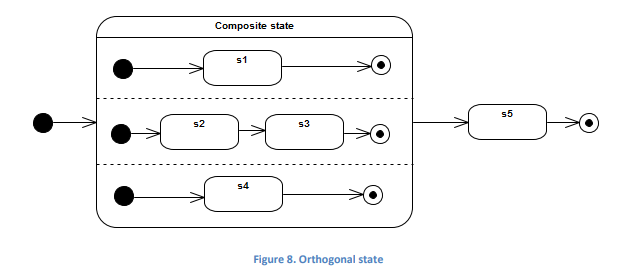 Composite state
s1
s2
s3
s5
s4
Figure 8. Orthogonal state